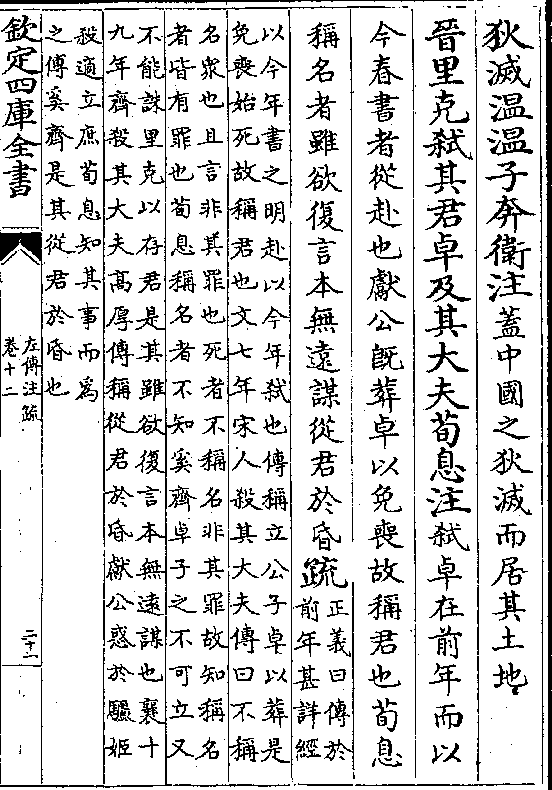 狄滅温温子奔衛注蓋中國之狄滅而居其土地
晉里克弑其君卓及其大夫荀息注弑卓在前年而以
今春書者從赴也獻公既葬卓以免喪故稱君也荀息
稱名者雖欲復言本無遠謀從君於昏疏正義曰傳於
前年甚詳經
以今年書之明赴以今年弑也傳稱立公子卓以葬是
免喪始死故稱君也文七年宋人殺其大夫傳曰不稱
名衆也且言非其罪也死者不稱名非其罪故知稱名
者皆有罪也荀息稱名者不知奚齊卓子之不可立又
不能誅里克以存君是其雖欲復言本無遠謀也襄十
九年齊殺其大夫高厚傳稱從君於昏獻公惑於驪姬
殺適立庶荀息知其事而為
之傅奚齊是其從君於昏也
欽定四庫全書
左傳注疏
卷十二
二十一